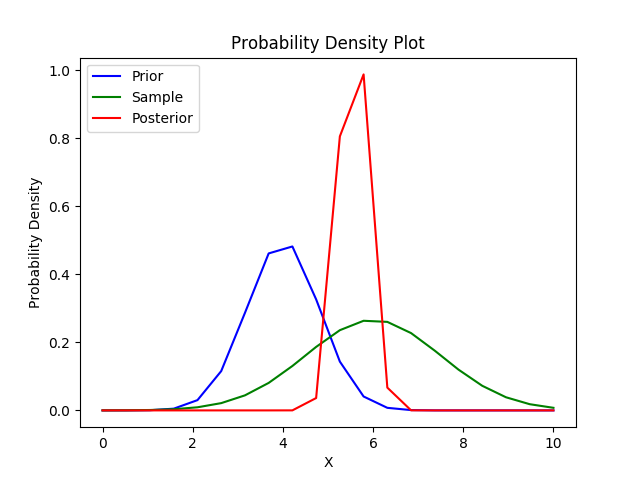 Probability Density Plot
Prior
Sample
Posterior
1.0
0.8
0.6
0.4
0.2
0.0
Probability Density
0 2 4 6 8 10
X